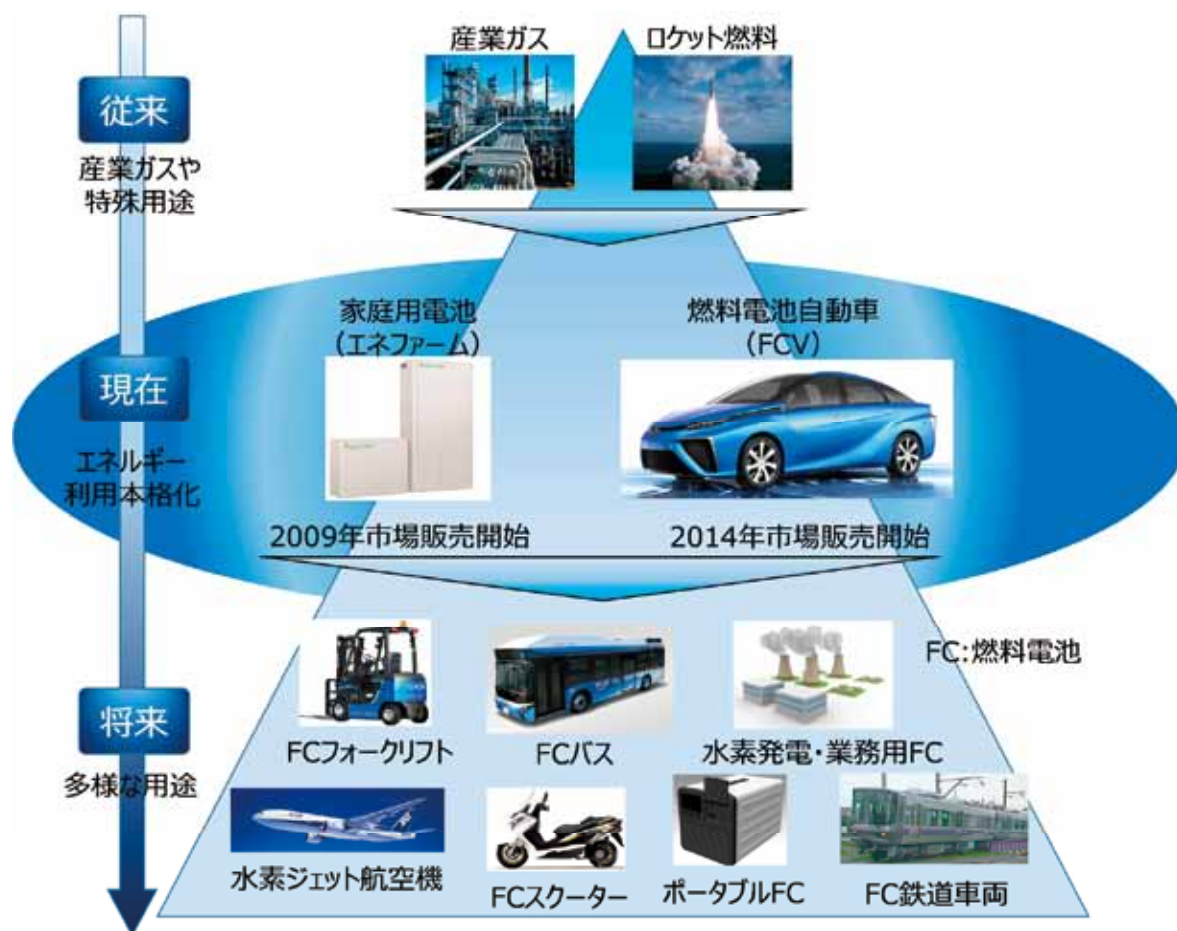 産業ガス
ロケット燃料
従来
産業ガスや
特殊用途
家庭用電池
（エネファーム）
燃料電池自動車
（FCV）
現在
エネルギー
利用本格化
2009年市場販売開始
2014年市場販売開始
FC:燃料電池
将来
多様な用途
FCフォークリフト
FCバス
水素発電・業務用FC
水素ジェット航空機
FCスクーター
ポータブルFC
FC鉄道車両